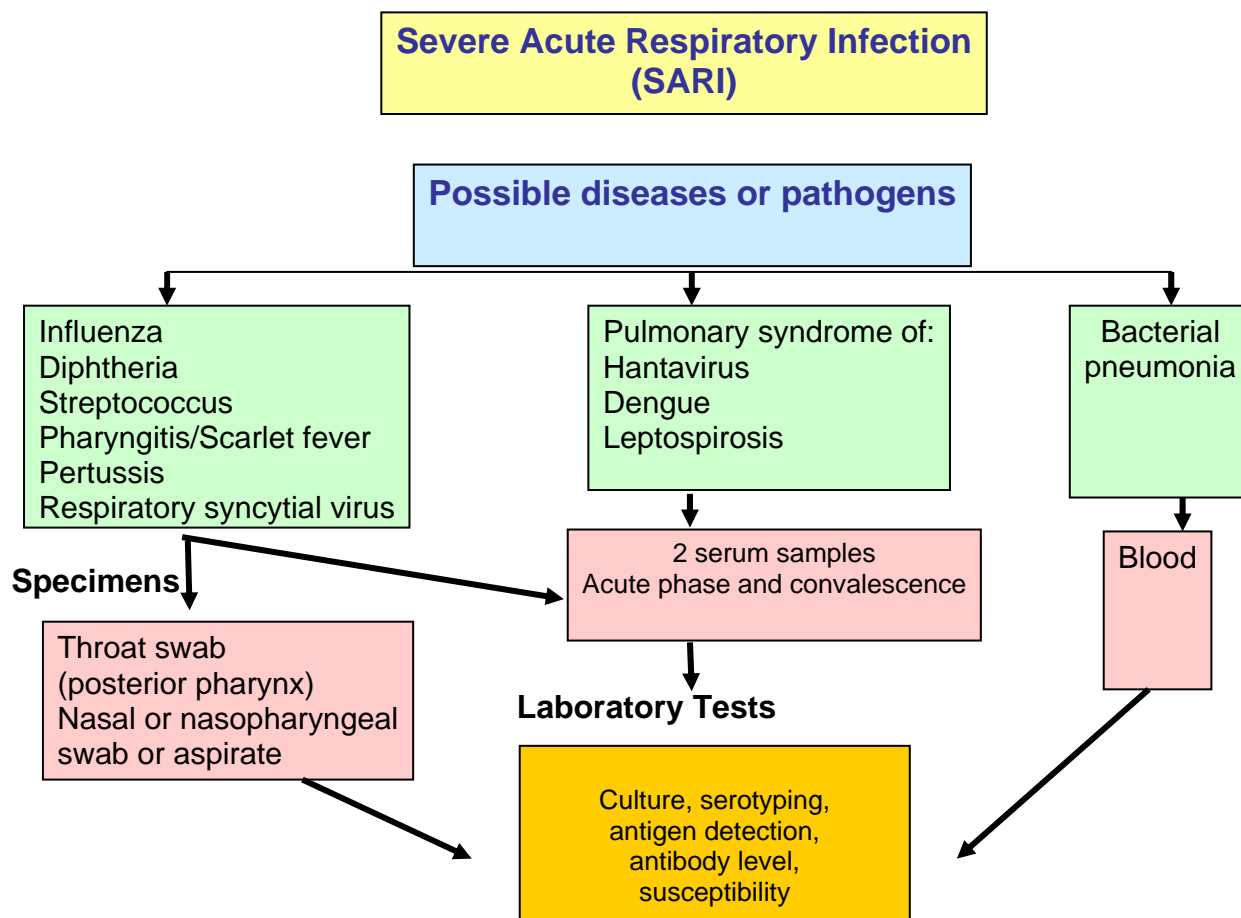 Severe Acute Respiratory Infection
(SARI)
Possible diseases or pathogens
Influenza
Diphtheria
Streptococcus
Pharyngitis/Scarlet fever
Pertussis
Respiratory syncytial virus
Pulmonary syndrome of:
Hantavirus
Dengue
Leptospirosis
Bacterial
pneumonia
Specimens
2 serum samples
Acute phase and convalescence
Blood
Throat swab
(posterior pharynx)
Nasal or nasopharyngeal
swab or aspirate
Laboratory Tests
Culture, serotyping,
antigen detection,
antibody level,
susceptibility